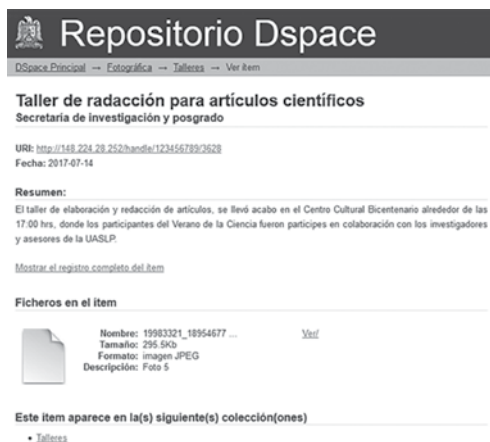 Repositorio Dspace
DSpace Principal → Fotográfica → Talleres → Ver ítem
Taller de radacción para artículos científicos
Secretaria de investigación y posgrado
URI: http://148.224.28.252/handle/123456789/3628
Fecha: 2017-07-14
Resumen:
El taller de elaboración y redacción de artículos, se llevó acabo en el Centro Cultural Bicentenario alrededor de las
17:00 hrs, donde los participantes del Verano de la Ciencia fueron participes en colaboración con los investigadores
y asesores de la UASLP.
Mostrar el registro completo del ítem
Ficheros en el ítem
Nombre: 19983321_18954677 ... Ver/
Tamaño: 295.5Kb
Formato: imagen JPEG
Descripción: Foto 5
Este ítem aparece en la(s) siguiente(s) colección(ones)
• Talleres